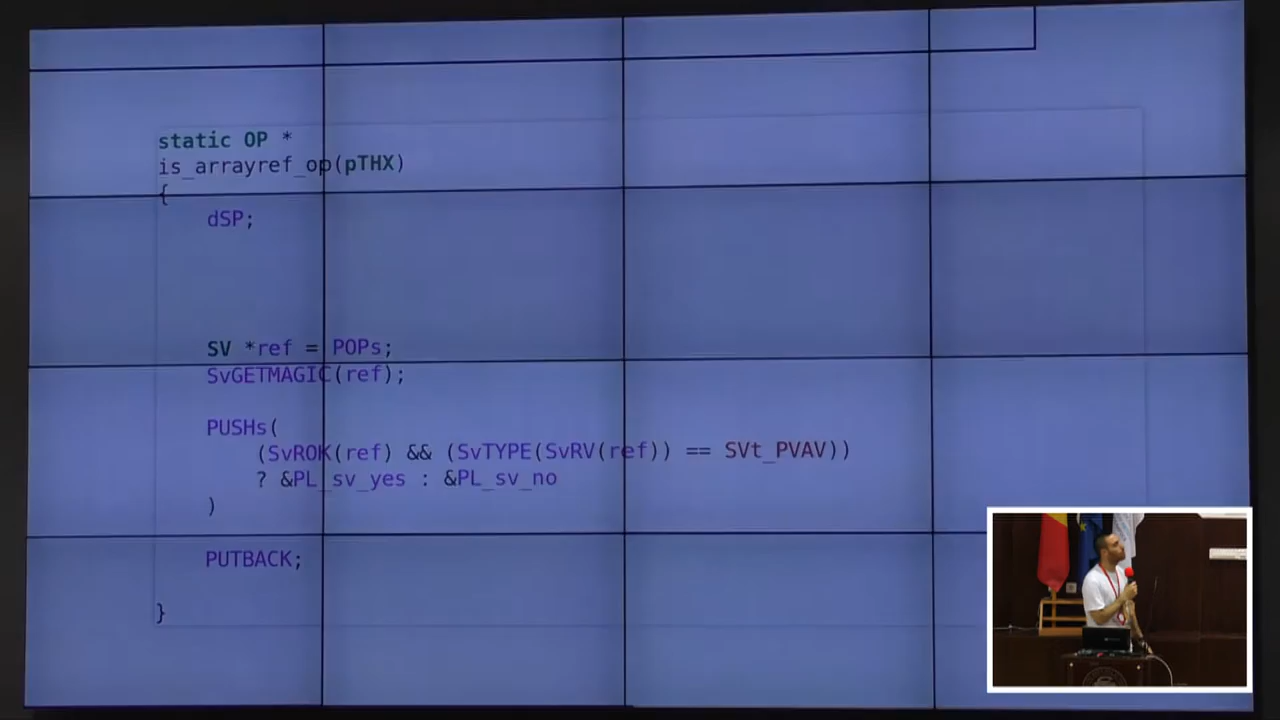 static OP *
is_arrayref_op(pTHX)
{
dSP;
SV *ref = POPs;
SvGETMAGIC(ref);
PUSHs(
(SvROK(ref) && (SvTYPE(SvRV(ref)) == SVt_PVAV))
? &PL_sv_yes : &PL_sv_no
)
PUTBACK;
}